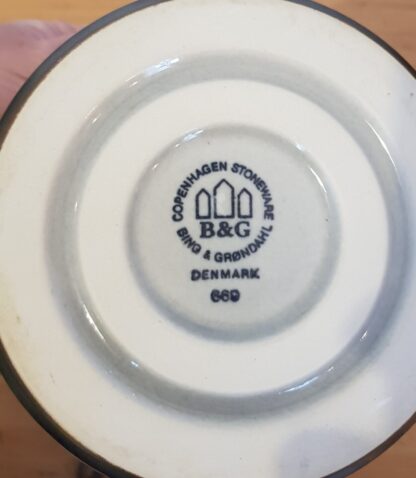 COPENHAGEN STONEWARE
B&G
BING & GRØNDAHL
DENMARK
669